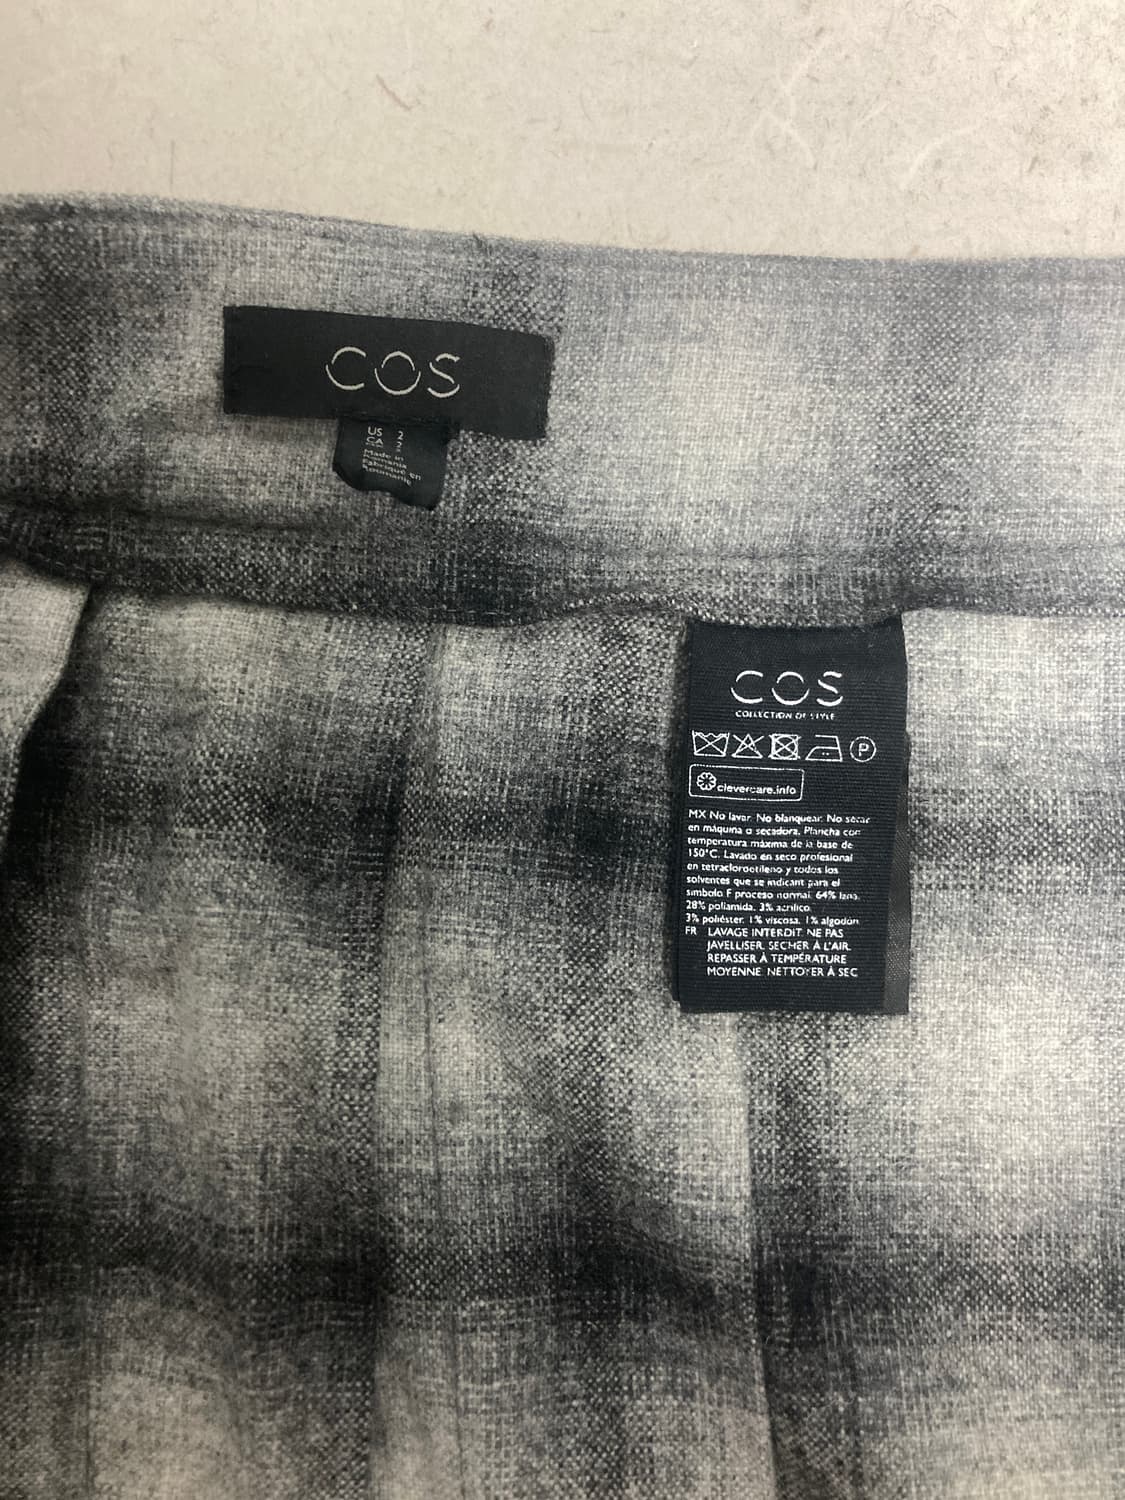 COS
US 2
CA 2
Made in
Romania
Fabriqué en
Roumanie
COS
COLLECTION OF STYLE
P
clevercare.info
MX No lavar. No blanquear. No secar
en máquina o secadora. Plancha con
temperatura máxima de la base de
150°C. Lavado en seco profesional
en tetracloroetileno y todos los
solventes que se indicant para el
simbolo F proceso normal. 64% lana.
28% poliamida. 3% acrílico.
3% poliéster. 1% viscosa. 1% algodón
FR LAVAGE INTERDIT. NE PAS
JAVELLISER. SECHER À L'AIR.
REPASSER À TEMPÉRATURE
MOYENNE. NETTOYER À SEC